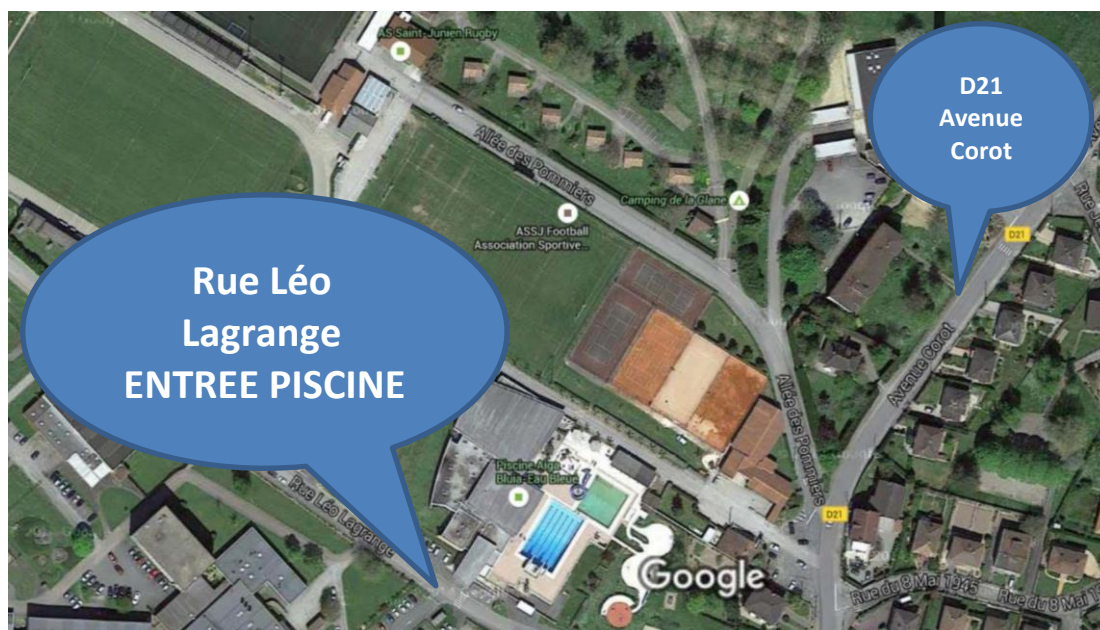 AS Saint-Junien Rugby
D21
Avenue
Corot
Allée des Pommiers
Camping de la Glane
ASSJ Football
Association Sportive...
D21
Rue Léo
Lagrange
ENTREE PISCINE
Avenue Corot
Allée des Pommiers
Piscine Aiga
Bluia-Eau Bleue
Rue Léo Lagrange
D21
Google
Rue du 8 Mai 1945
Rue du 8 Mai